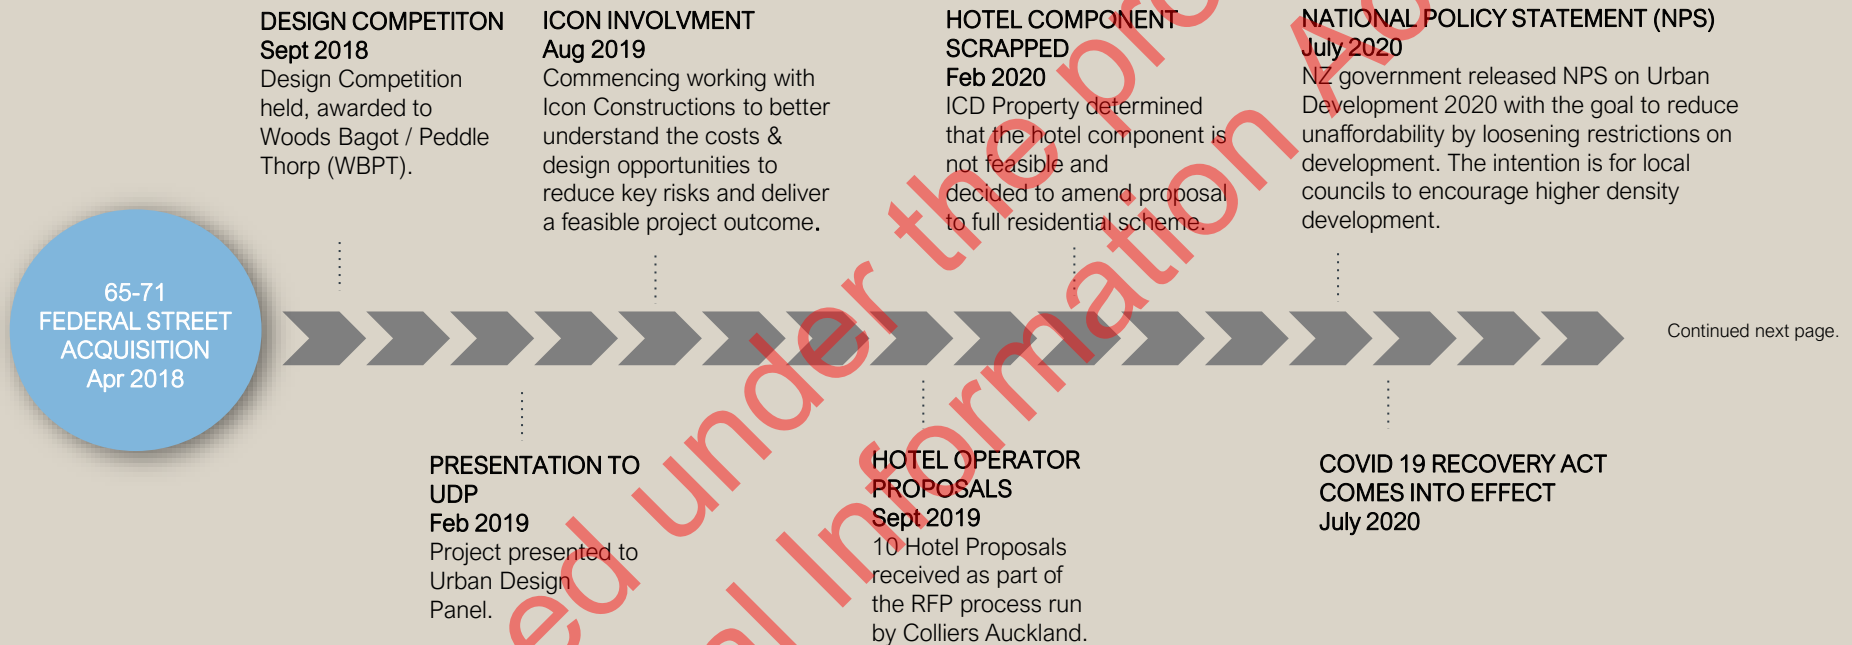 DESIGN COMPETITON
Sept 2018
Design Competition
held, awarded to
Woods Bagot / Peddle
Thorp (WBPT).
ICON INVOLVMENT
Aug 2019
Commencing working with
Icon Constructions to better
understand the costs &
design opportunities to
reduce key risks and deliver
a feasible project outcome.
HOTEL COMPONENT
SCRAPPED
Feb 2020
ICD Property determined
that the hotel component is
not feasible and
decided to amend proposal
to full residential scheme.
NATIONAL POLICY STATEMENT (NPS)
July 2020
NZ government released NPS on Urban
Development 2020 with the goal to reduce
unaffordability by loosening restrictions on
development. The intention is for local
councils to encourage higher density
development.
65-71
FEDERAL STREET
ACQUISITION
Apr 2018
Continued next page.
PRESENTATION TO
UDP
Feb 2019
Project presented to
Urban Design
Panel.
HOTEL OPERATOR
PROPOSALS
Sept 2019
10 Hotel Proposals
received as part of
the RFP process run
by Colliers Auckland.
COVID 19 RECOVERY ACT
COMES INTO EFFECT
July 2020
under the
Information